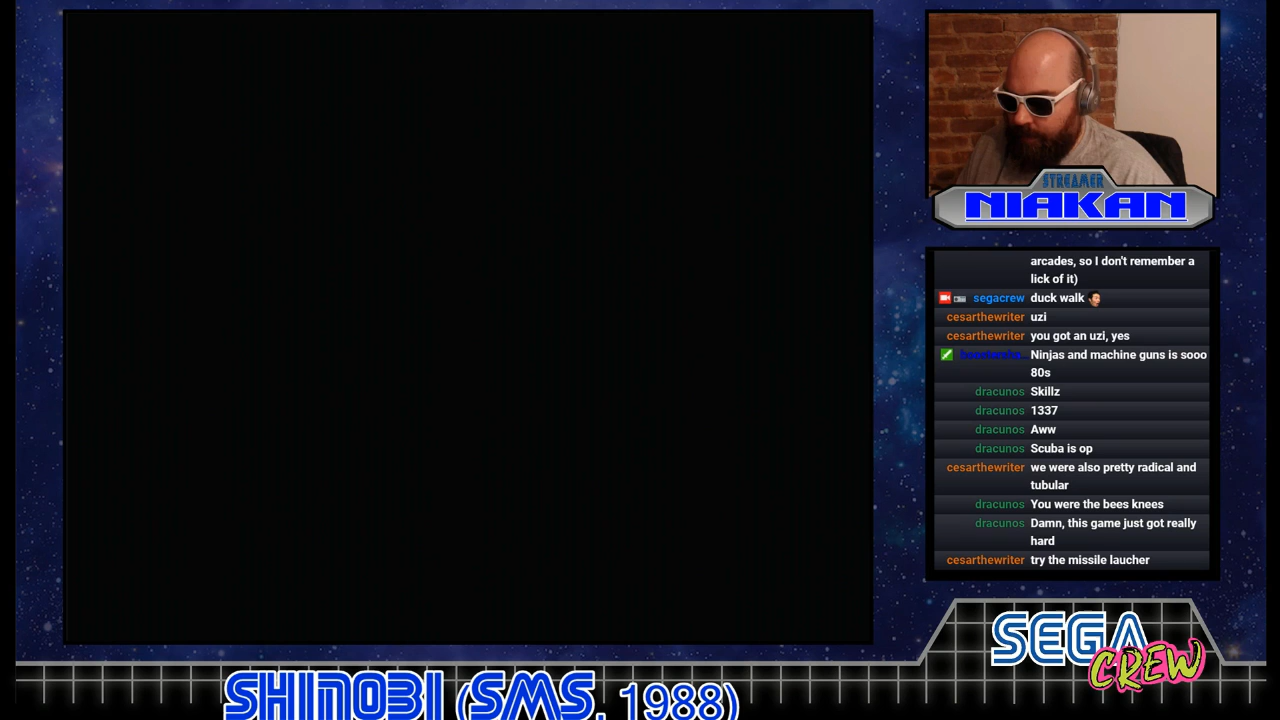 STREAMER
NIAKAN
arcades, so I don't remember a
lick of it)
segacrew duck walk
cesarthewriter uzi
cesarthewriter you got an uzi, yes
Ninjas and machine guns is sooo
80s
dracunos Skillz
dracunos 1337
dracunos Aww
dracunos Scuba is op
cesarthewriter we were also pretty radical and
tubular
dracunos You were the bees knees
dracunos Damn, this game just got really
hard
cesarthewriter try the missile laucher
SEGA
CREW
SHINOBI (SMS, 1988)